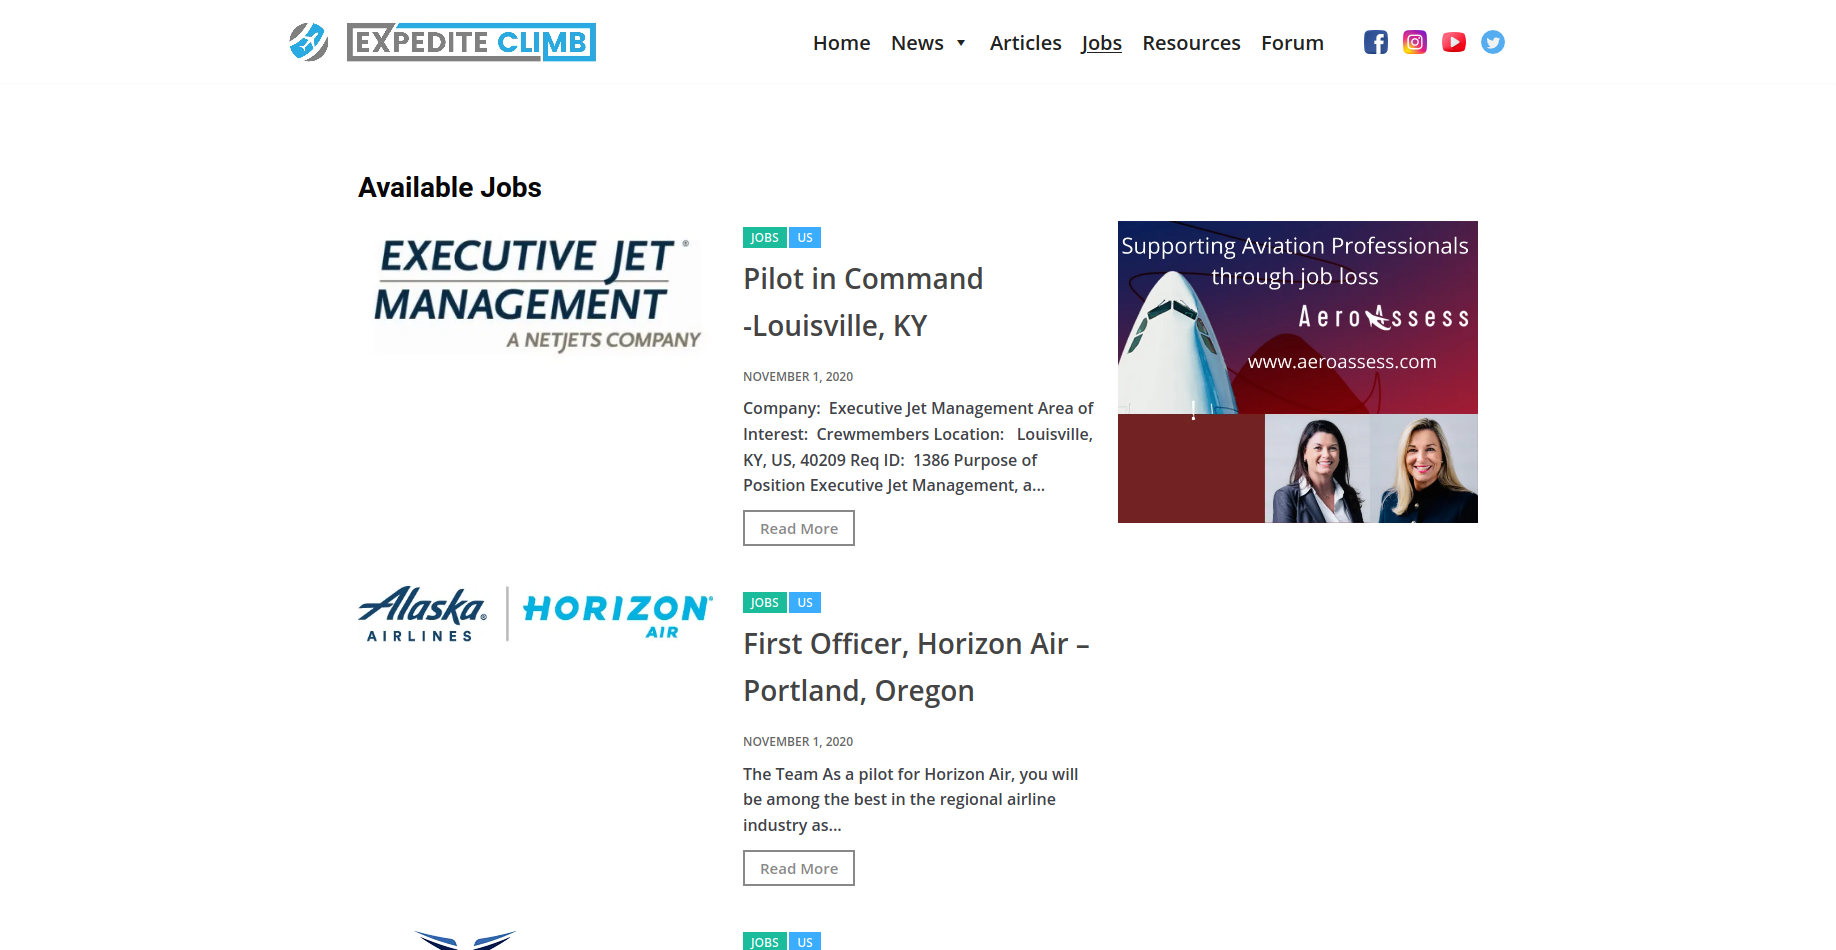 EXPEDITE CLIMB
Home News Articles Jobs Resources Forum
Available Jobs
EXECUTIVE JET ®
MANAGEMENT
A NETJETS COMPANY
JOBS US
Pilot in Command
-Louisville, KY
NOVEMBER 1, 2020
Company: Executive Jet Management Area of
Interest: Crewmembers Location: Louisville,
KY, US, 40209 Req ID: 1386 Purpose of
Position Executive Jet Management, a...
Read More
Supporting Aviation Professionals
through job loss
AeroAssess
www.aeroassess.com
Alaska®
AIRLINES
HORIZON®
AIR
JOBS US
First Officer, Horizon Air –
Portland, Oregon
NOVEMBER 1, 2020
The Team As a pilot for Horizon Air, you will
be among the best in the regional airline
industry as...
Read More
JOBS US